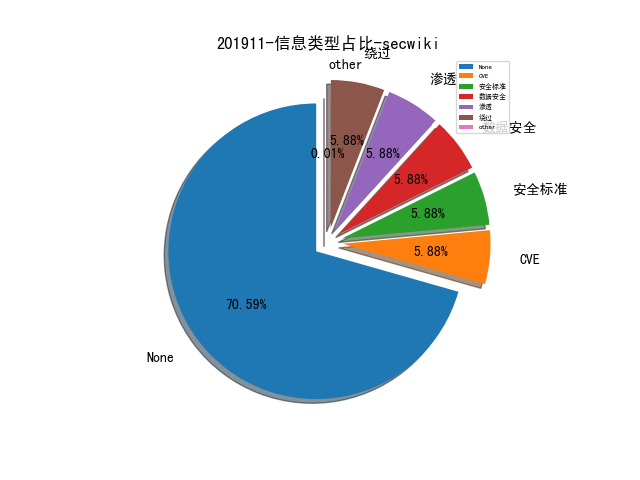 201911-信息类型占比-secwiki
绕过
other
渗透
数据安全
安全标准
CVE
None
5.88%
0.01%
5.88%
5.88%
5.88%
5.88%
70.59%
None
CVE
安全标准
数据安全
渗透
绕过
other